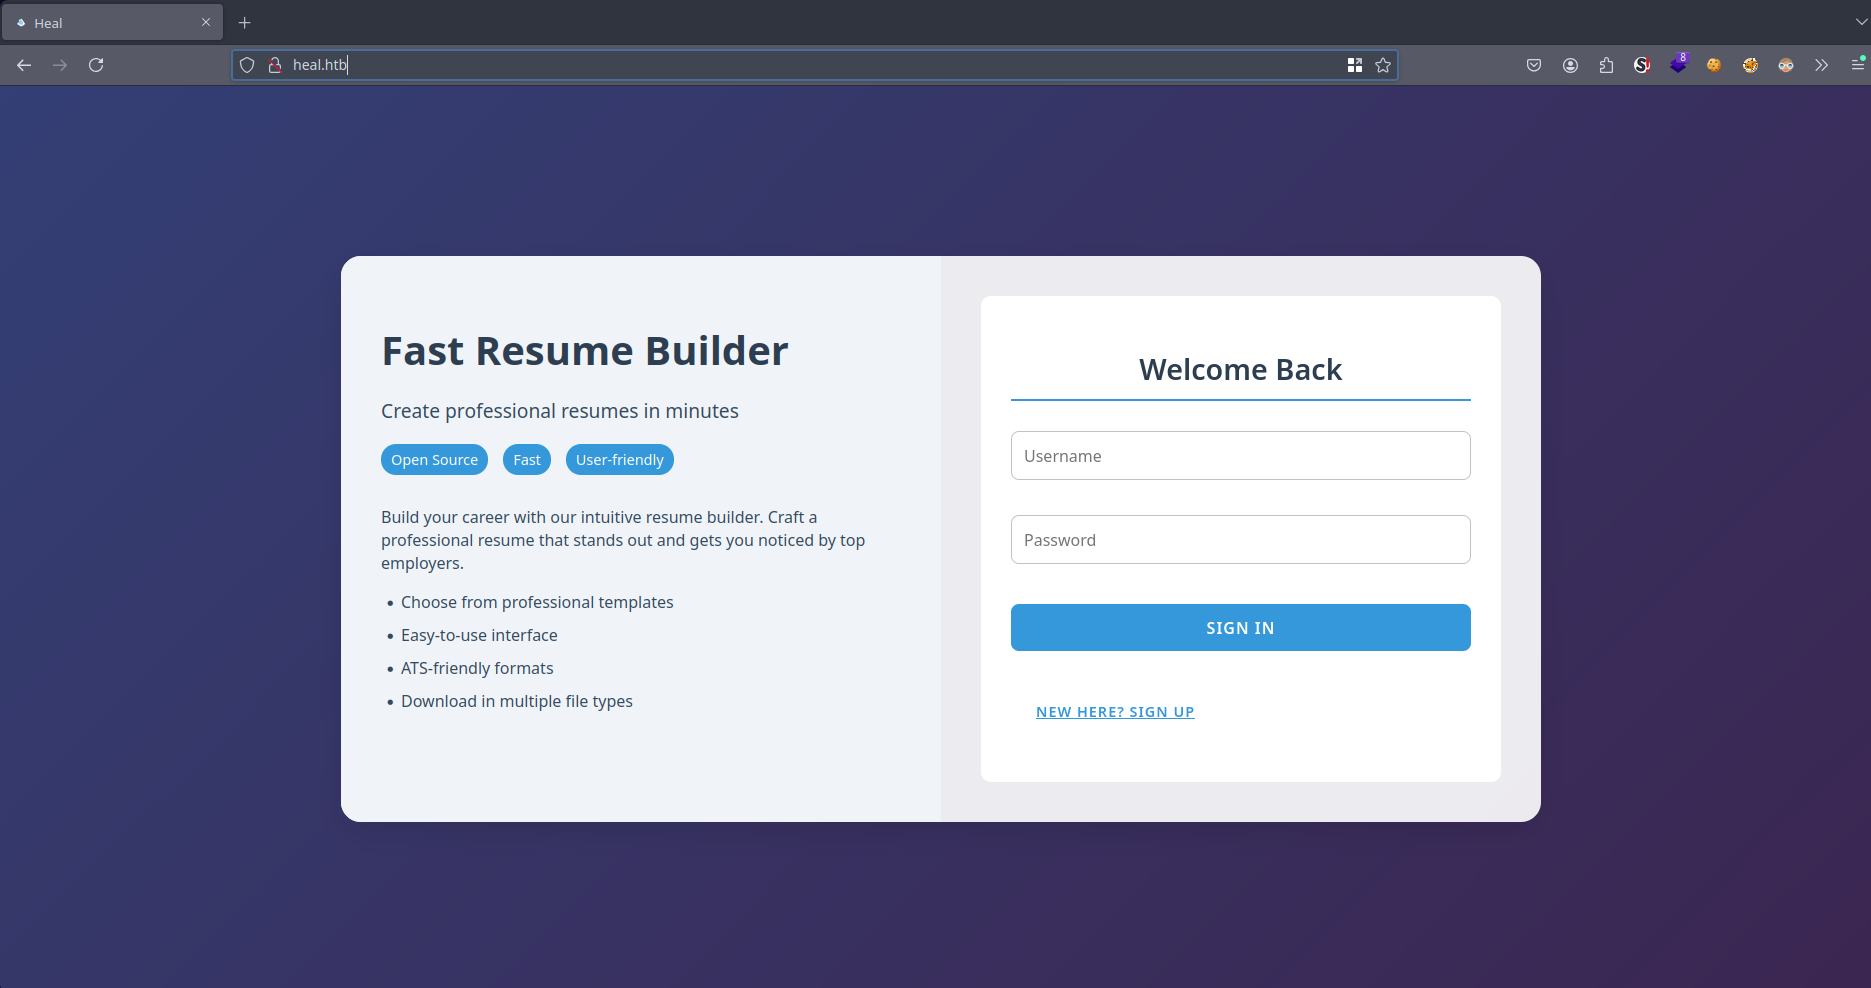 Heal
heal.htb
8
Fast Resume Builder
Create professional resumes in minutes
Open Source Fast User-friendly
Build your career with our intuitive resume builder. Craft a
professional resume that stands out and gets you noticed by top
employers.
• Choose from professional templates
• Easy-to-use interface
• ATS-friendly formats
• Download in multiple file types
Welcome Back
Username
Password
SIGN IN
NEW HERE? SIGN UP